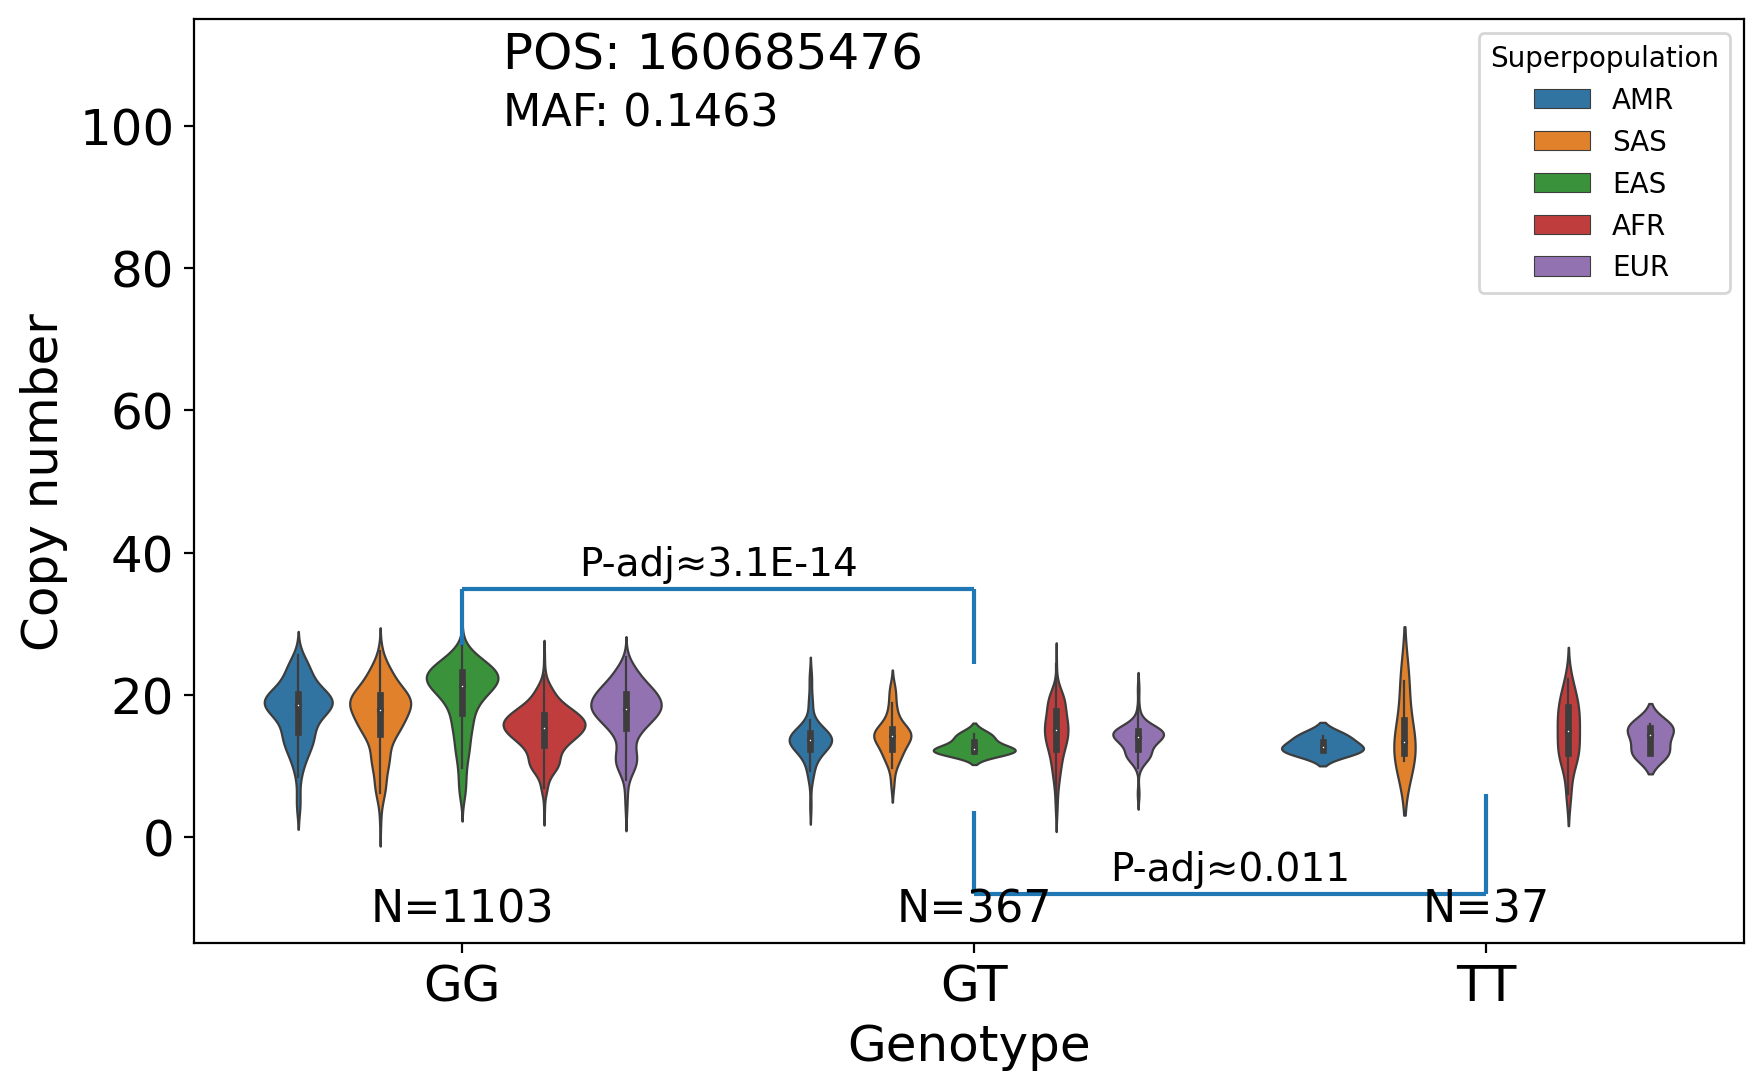 POS: 160685476
MAF: 0.1463
Superpopulation
AMR
SAS
EAS
AFR
EUR
Copy number
100
80
60
40
20
0
P-adj≈3.1E-14
P-adj≈0.011
N=1103
N=367
N=37
GG
GT
TT
Genotype